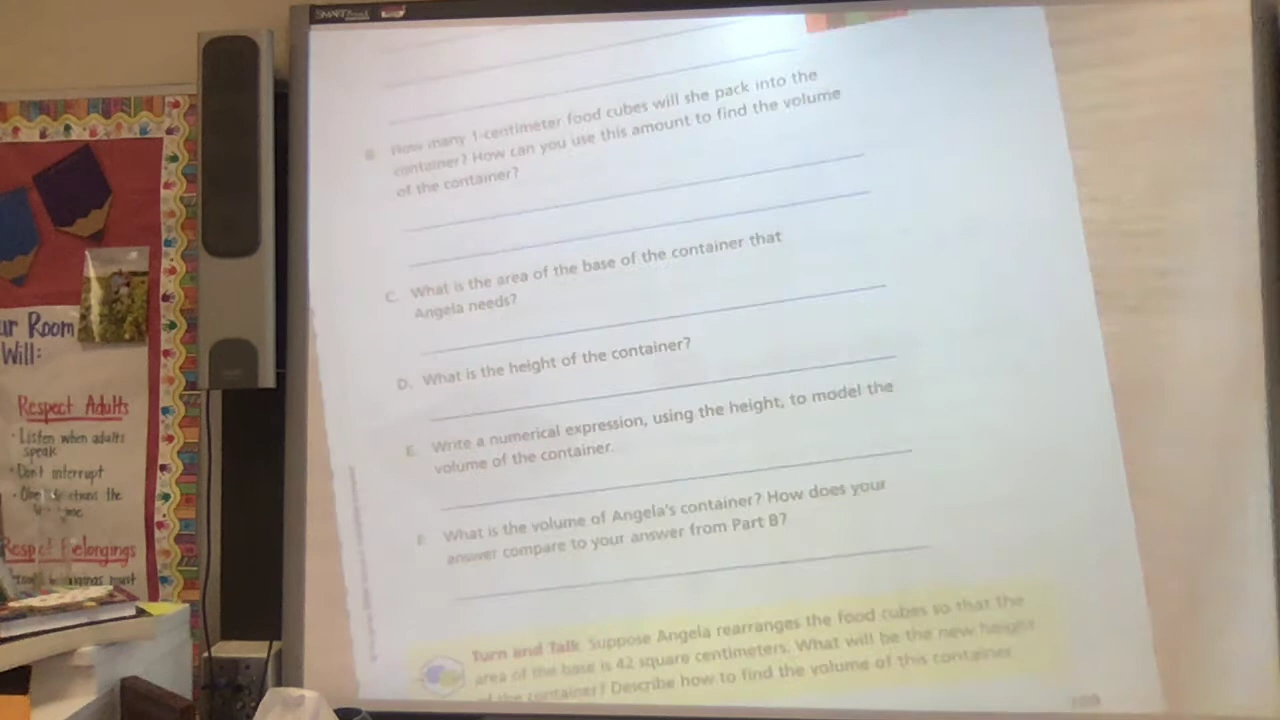 SMART Board
B. How many 1-centimeter food cubes will she pack into the
container? How can you use this amount to find the volume
of the container?
C. What is the area of the base of the container that
Angela needs?
D. What is the height of the container?
E. Write a numerical expression, using the height, to model the
volume of the container.
F. What is the volume of Angela's container? How does your
answer compare to your answer from Part B?
Turn and Talk Suppose Angela rearranges the food cubes so that the
area of the base is 42 square centimeters. What will be the new height
of the container? Describe how to find the volume of this container.
ur Room
Will:
Respect Adults
· Listen when adults
speak
· Don't interrupt
the
Respect Belongings